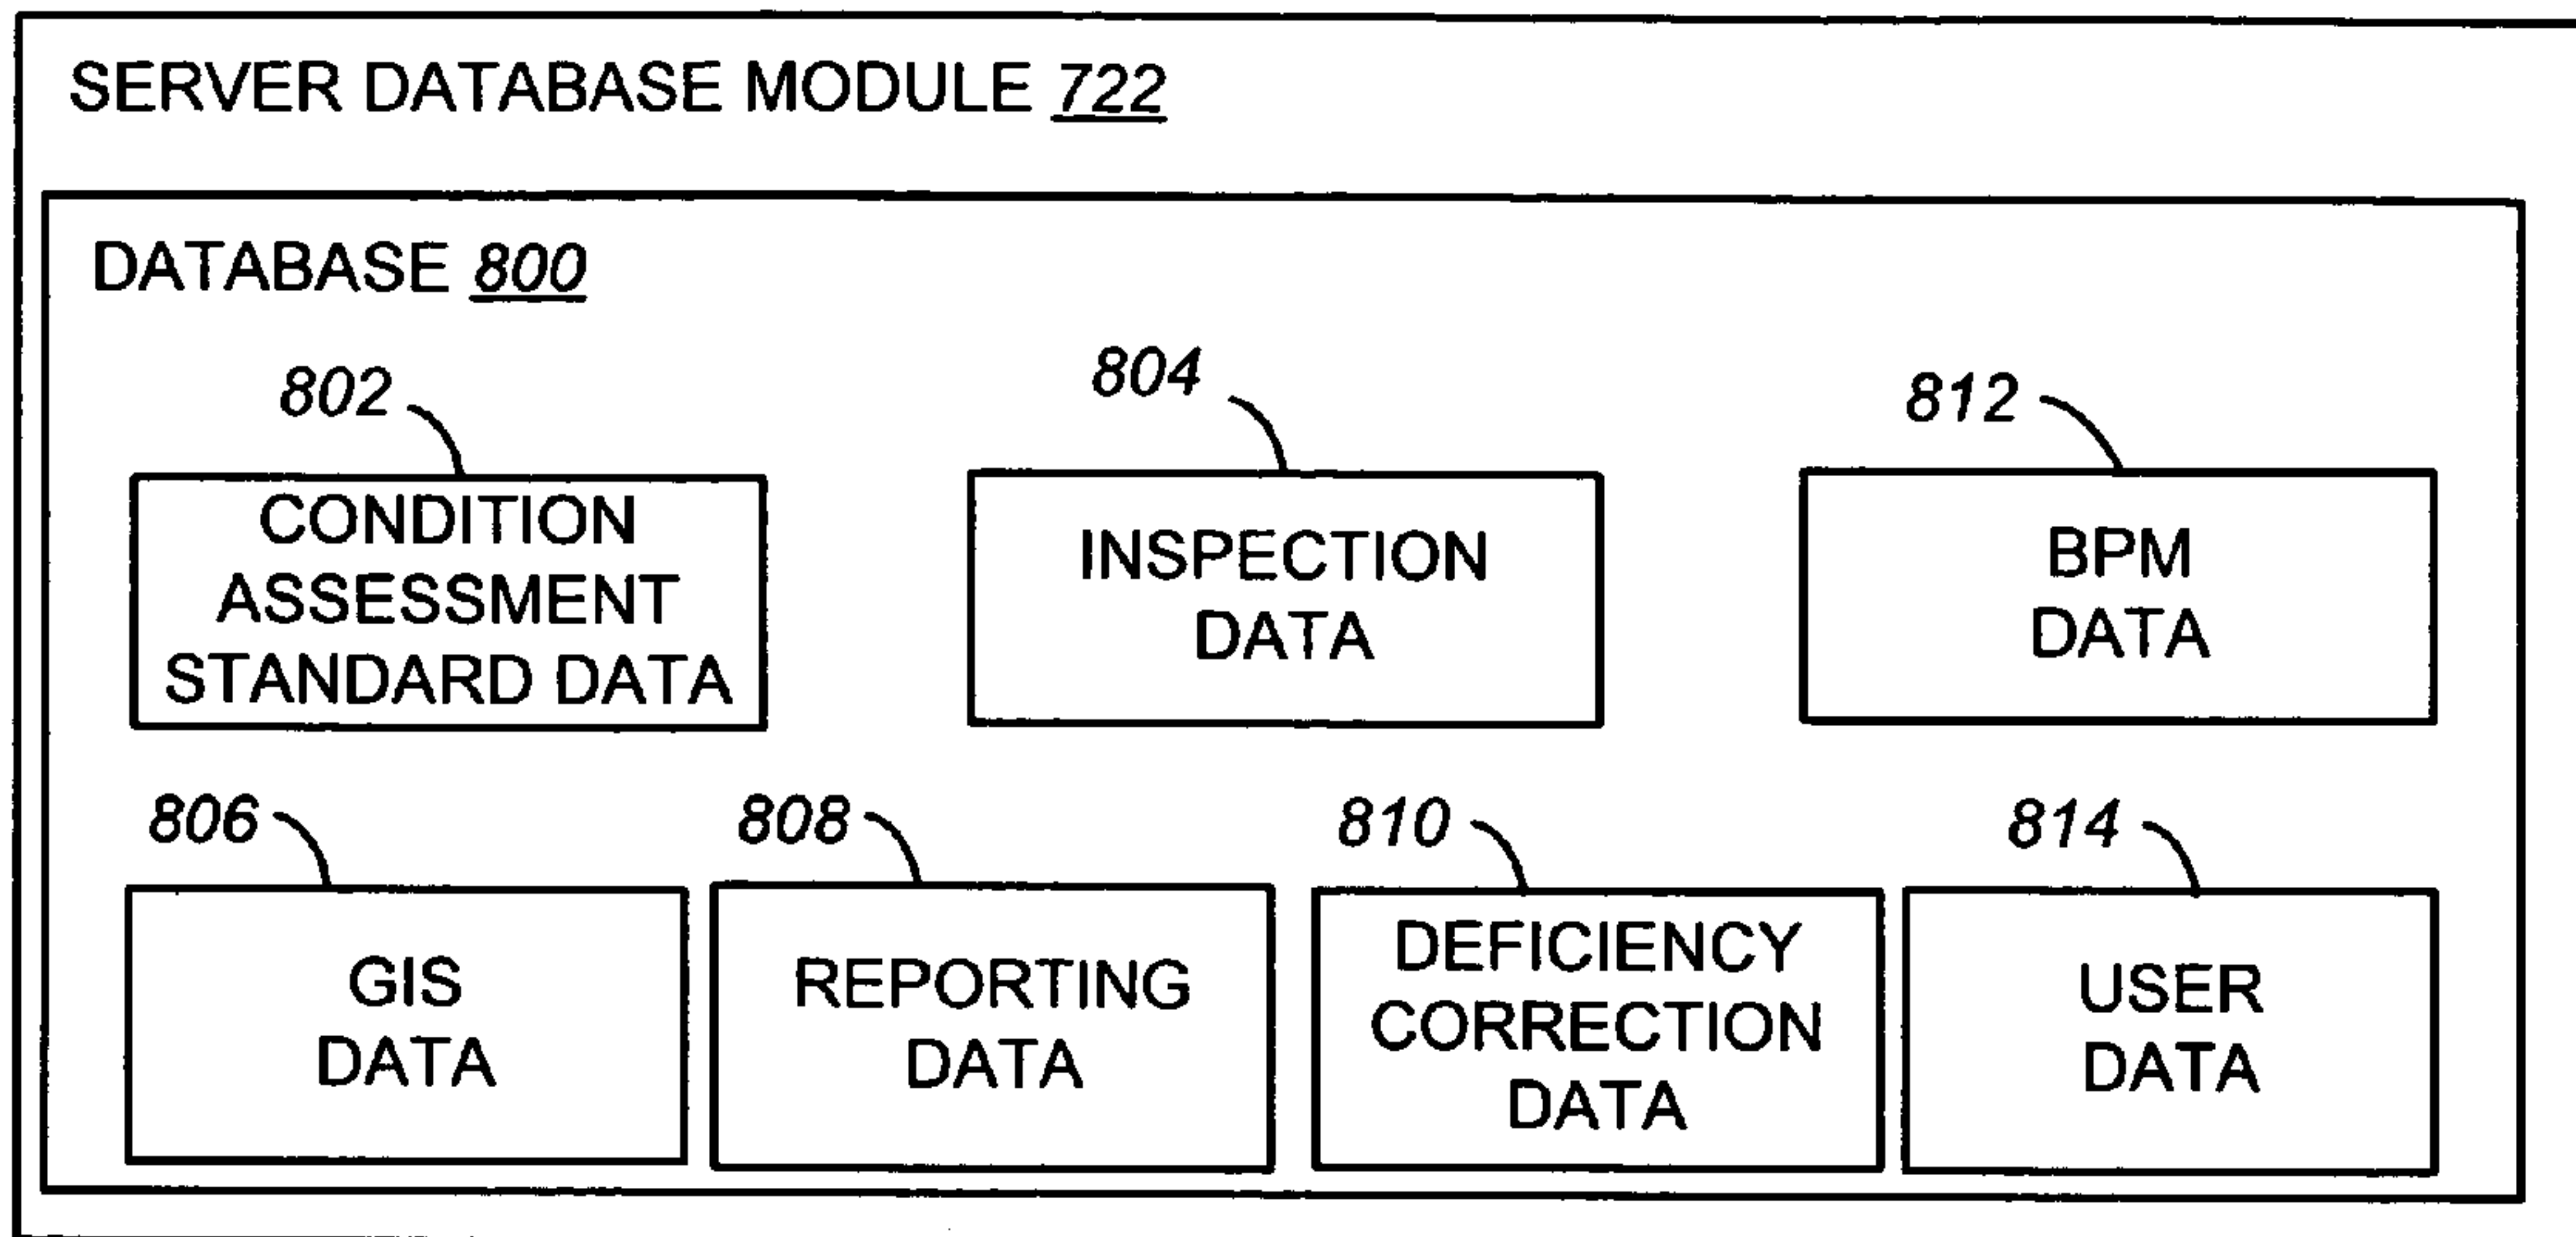 SERVER DATABASE MODULE 722
DATABASE 800
802
804
812
CONDITION
ASSESSMENT
STANDARD DATA
INSPECTION
DATA
BPM
DATA
806
808
810
814
GIS
DATA
REPORTING
DATA
DEFICIENCY
CORRECTION
DATA
USER
DATA